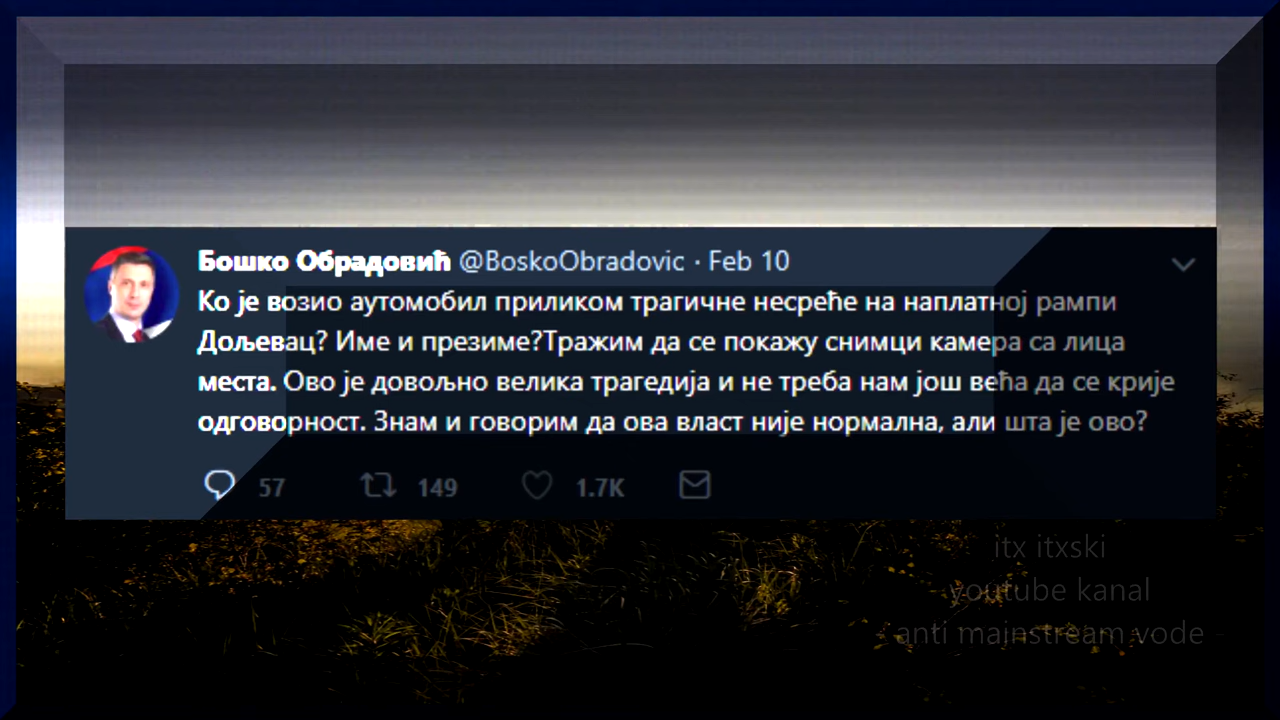 Бошко Обрадовић @BoskoObradovic · Feb 10
Ко је возио аутомобил приликом трагичне несреће на наплатној рампи
Дољевац? Име и презиме?Тражим да се покажу снимци камера са лица
места. Ово је довољно велика трагедија и не треба нам још већа да се крије
одговорност. Знам и говорим да ова власт није нормална, али шта је ово?
57 149 1.7K
itx itxski
youtube kanal
anti mainstream vode